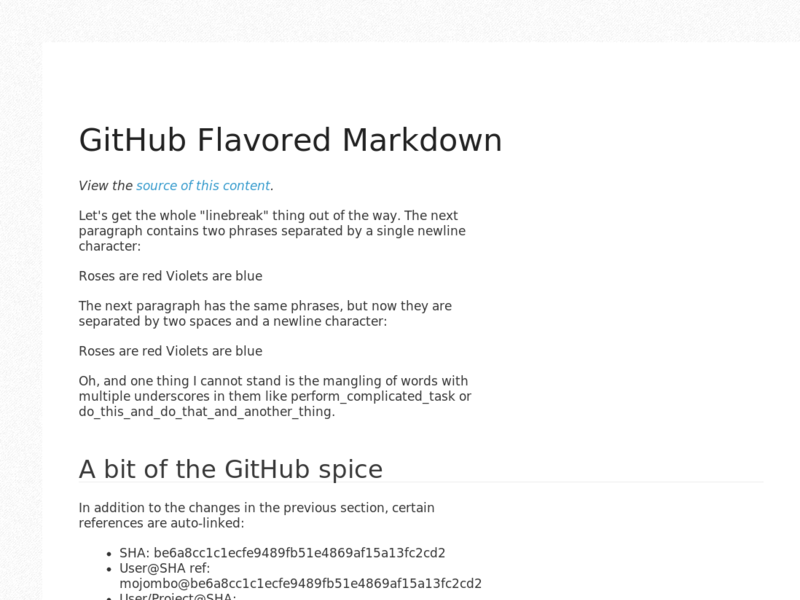 GitHub Flavored Markdown
View the source of this content.
Let's get the whole "linebreak" thing out of the way. The next
paragraph contains two phrases separated by a single newline
character:
Roses are red Violets are blue
The next paragraph has the same phrases, but now they are
separated by two spaces and a newline character:
Roses are red Violets are blue
Oh, and one thing I cannot stand is the mangling of words with
multiple underscores in them like perform_complicated_task or
do_this_and_do_that_and_another_thing.
A bit of the GitHub spice
In addition to the changes in the previous section, certain
references are auto-linked:
• SHA: be6a8cc1c1ecfe9489fb51e4869af15a13fc2cd2
• User@SHA ref:
mojombo@be6a8cc1c1ecfe9489fb51e4869af15a13fc2cd2
• User/Project@SHA: